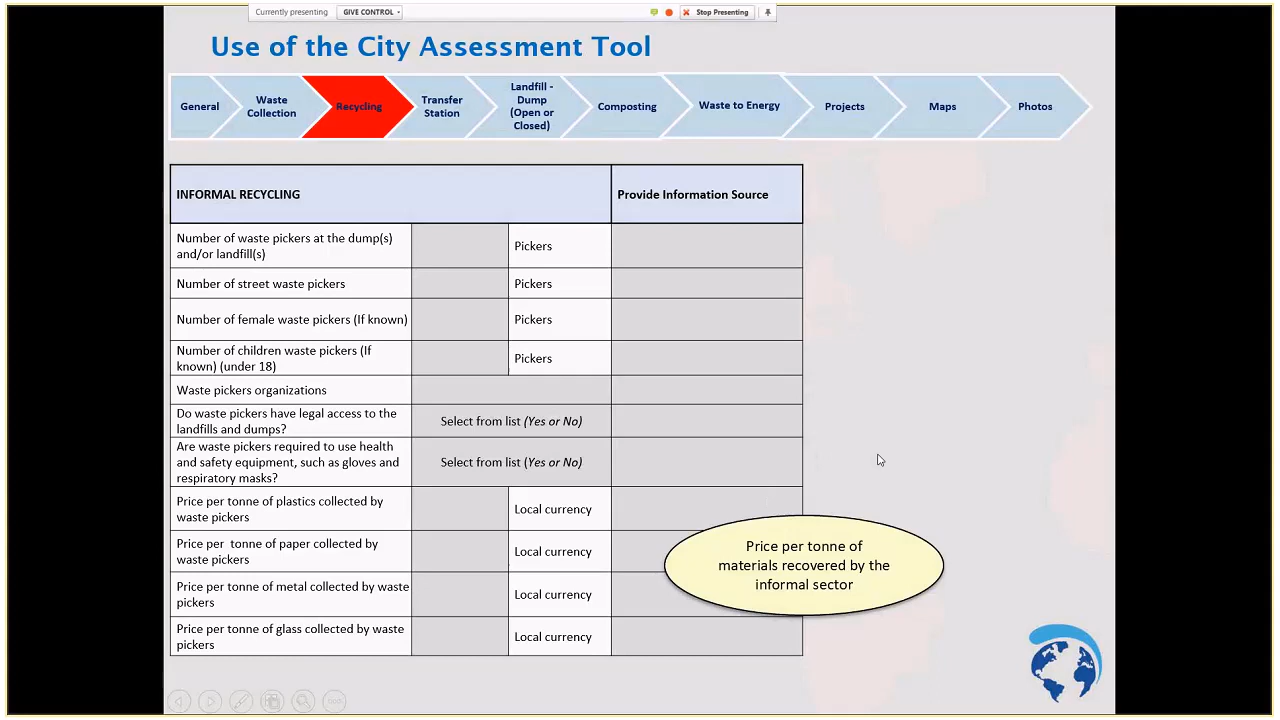 Currently presenting GIVE CONTROL Stop Presenting
Use of the City Assessment Tool
General
Waste
Collection
Recycling
Transfer
Station
Landfill -
Dump
(Open or
Closed)
Composting
Waste to Energy
Projects
Maps
Photos
INFORMAL RECYCLING
Provide Information Source
Number of waste pickers at the dump(s)
and/or landfill(s)
Pickers
Number of street waste pickers
Pickers
Number of female waste pickers (If known)
Pickers
Number of children waste pickers (If
known) (under 18)
Pickers
Waste pickers organizations
Do waste pickers have legal access to the
landfills and dumps?
Select from list (Yes or No)
Are waste pickers required to use health
and safety equipment, such as gloves and
respiratory masks?
Select from list (Yes or No)
Price per tonne of plastics collected by
waste pickers
Local currency
Price per tonne of paper collected by
waste pickers
Local currency
Price per tonne of metal collected by waste
pickers
Local currency
Price per tonne of glass collected by waste
pickers
Local currency
Price per tonne of
materials recovered by the
informal sector